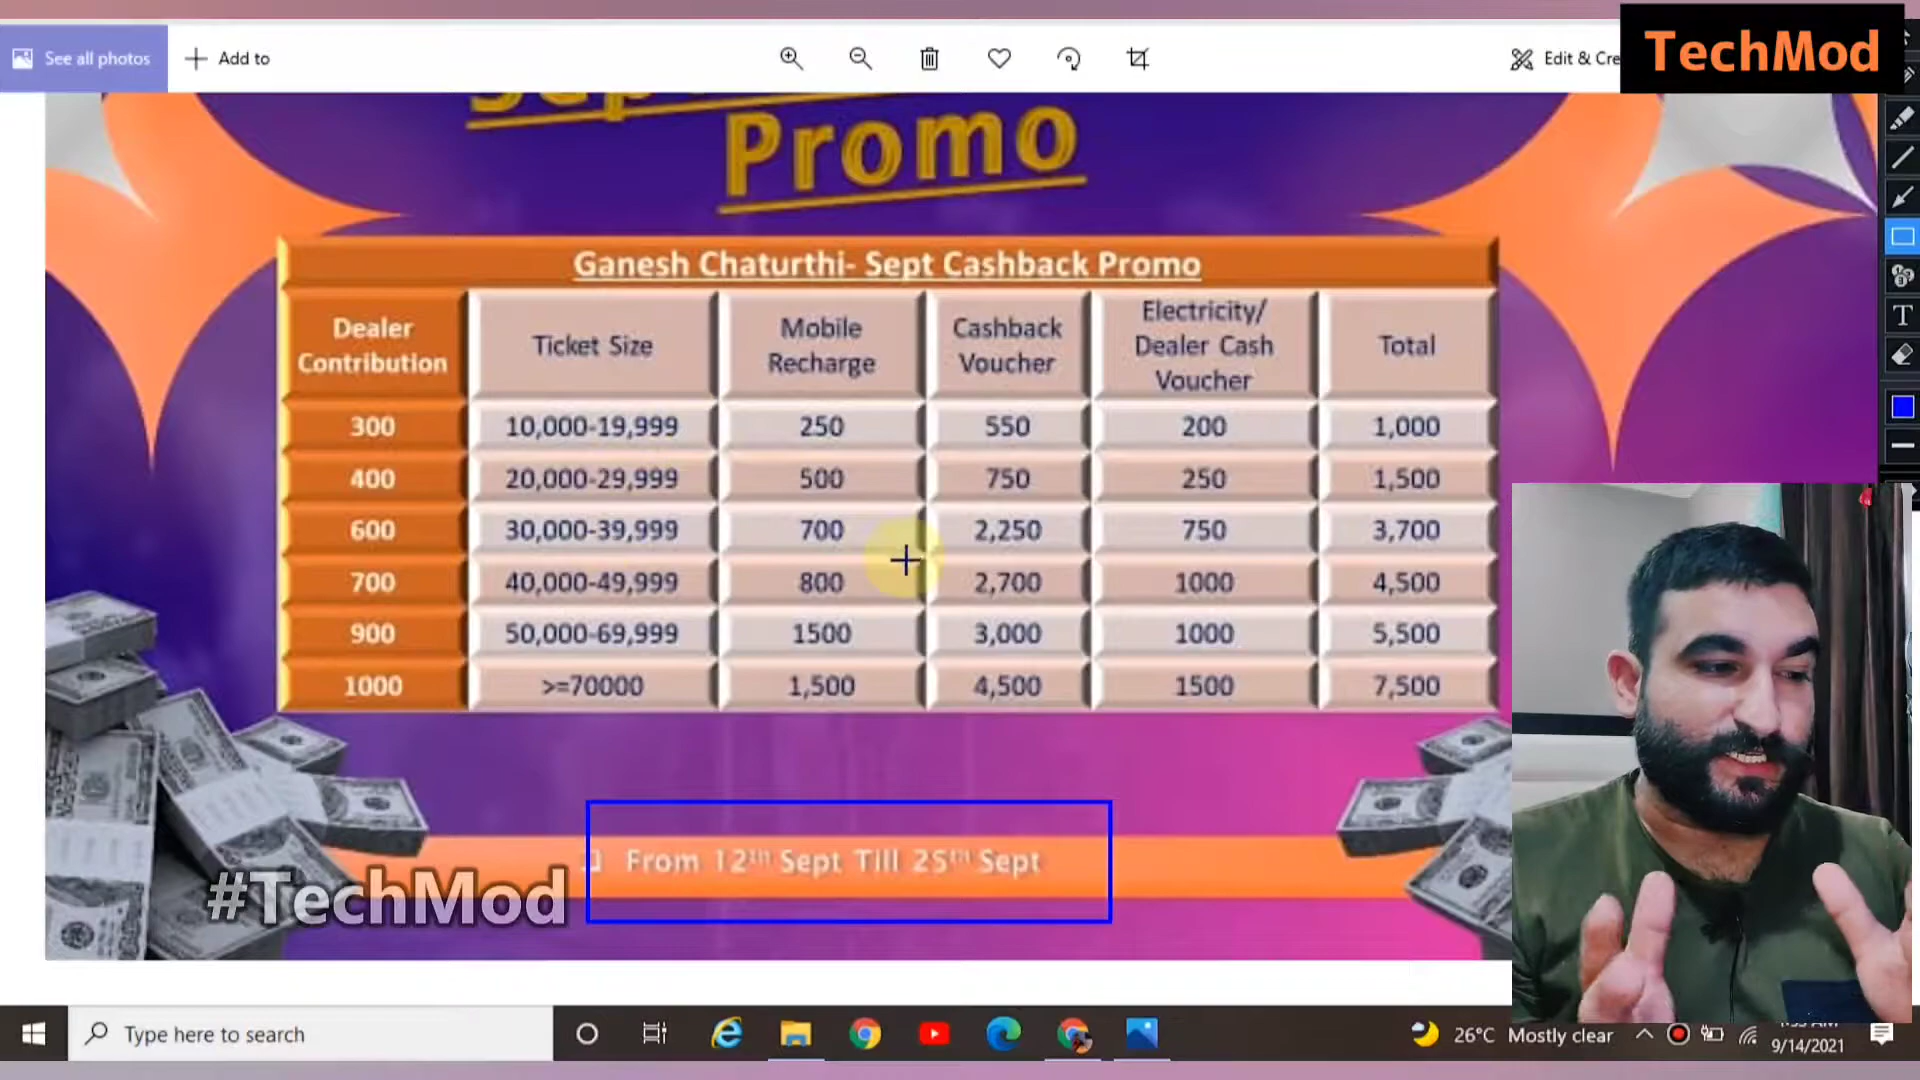 See all photos
Add to
Edit & Cre
TechMod
Promo
Ganesh Chaturthi- Sept Cashback Promo
Dealer Contribution Ticket Size Mobile Recharge Cashback Voucher Electricity/ Dealer Cash Voucher Total
300 10,000-19,999 250 550 200 1,000
400 20,000-29,999 500 750 250 1,500
600 30,000-39,999 700 2,250 750 3,700
700 40,000-49,999 800 2,700 1000 4,500
900 50,000-69,999 1500 3,000 1000 5,500
1000 >=70000 1,500 4,500 1500 7,500
From 12th Sept Till 25th Sept
#TechMod
Type here to search
26°C Mostly clear
9/14/2021